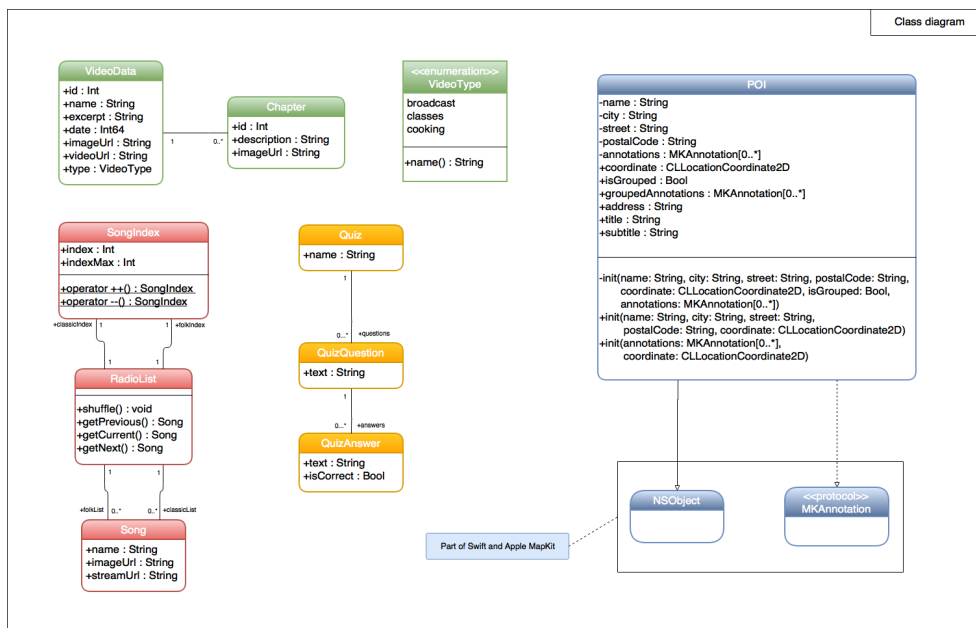 Class diagram
VideoData
+id : Int
+name : String
+excerpt : String
+date : Int64
+imageUrl : String
+videoUrl : String
+type : VideoType
1
0..*
Chapter
+id : Int
+description : String
+imageUrl : String
<<enumeration>>
VideoType
broadcast
classes
cooking
+name() : String
POI
-name : String
-city : String
-street : String
-postalCode : String
-annotations : MKAnnotation[0..*]
+coordinate : CLLocationCoordinate2D
+isGrouped : Bool
+groupedAnnotations : MKAnnotation[0..*]
+address : String
+title : String
+subtitle : String
-init(name: String, city: String, street: String, postalCode: String,
coordinate: CLLocationCoordinate2D, isGrouped: Bool,
annotations: MKAnnotation[0..*])
+init(name: String, city: String, street: String,
postalCode: String, coordinate: CLLocationCoordinate2D)
+init(annotations: MKAnnotation[0..*],
coordinate: CLLocationCoordinate2D)
SongIndex
+index : Int
+indexMax : Int
+operator ++() : SongIndex
+operator --() : SongIndex
+classicIndex
1
1
+folkIndex
1
1
RadioList
+shuffle() : void
+getPrevious() : Song
+getCurrent() : Song
+getNext() : Song
1
1
+folkList
0..*
0..*
+classicList
Song
+name : String
+imageUrl : String
+streamUrl : String
Quiz
+name : String
1
0...*
+questions
QuizQuestion
+text : String
1
0...*
+answers
QuizAnswer
+text : String
+isCorrect : Bool
NSObject
<<protocol>>
MKAnnotation
Part of Swift and Apple MapKit